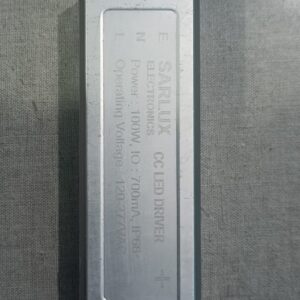 E SARLUX CC LED DRIVER +
N ELECTRONICS
Power : 100W, IO : 700mA, IP66
L Operating Voltage : 120-277VAC